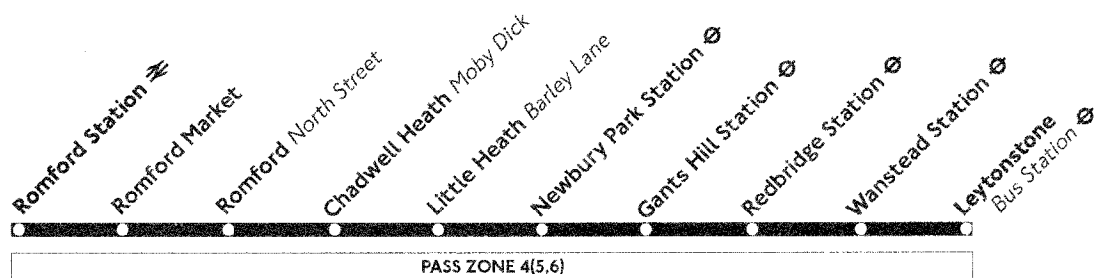 Romford Station
Romford Market
Romford North Street
Chadwell Heath Moby Dick
Little Heath Barley Lane
Newbury Park Station
Gants Hill Station
Redbridge Station
Wanstead Station
Leytonstone
Bus Station
PASS ZONE 4(5,6)